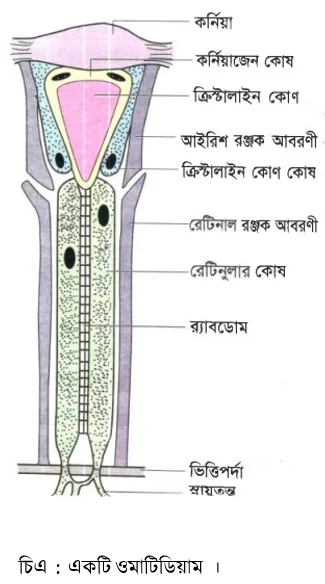 কর্নিয়া
কর্নিয়াজেন কোষ
ক্রিস্টালাইন কোণ
আইরিশ রঞ্জক আবরণী
ক্রিস্টালাইন কোণ কোষ
রেটিনাল রঞ্জক আবরণী
রেটিনুলার কোষ
র‍্যাবডোম
ভিত্তিপর্দা
স্নায়ুতন্তু
চিএ : একটি ওমাটিডিয়াম ।